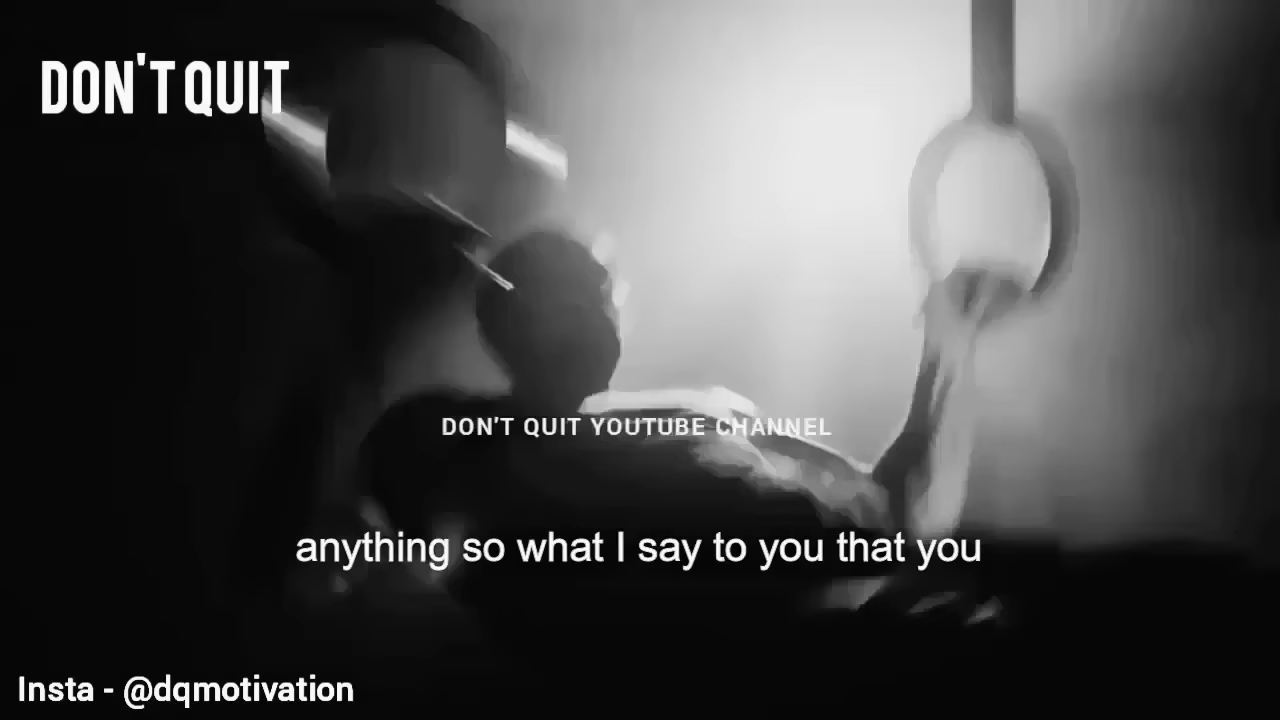 DON'T QUIT
DON'T QUIT YOUTUBE CHANNEL
anything so what I say to you that you
Insta - @dqmotivation